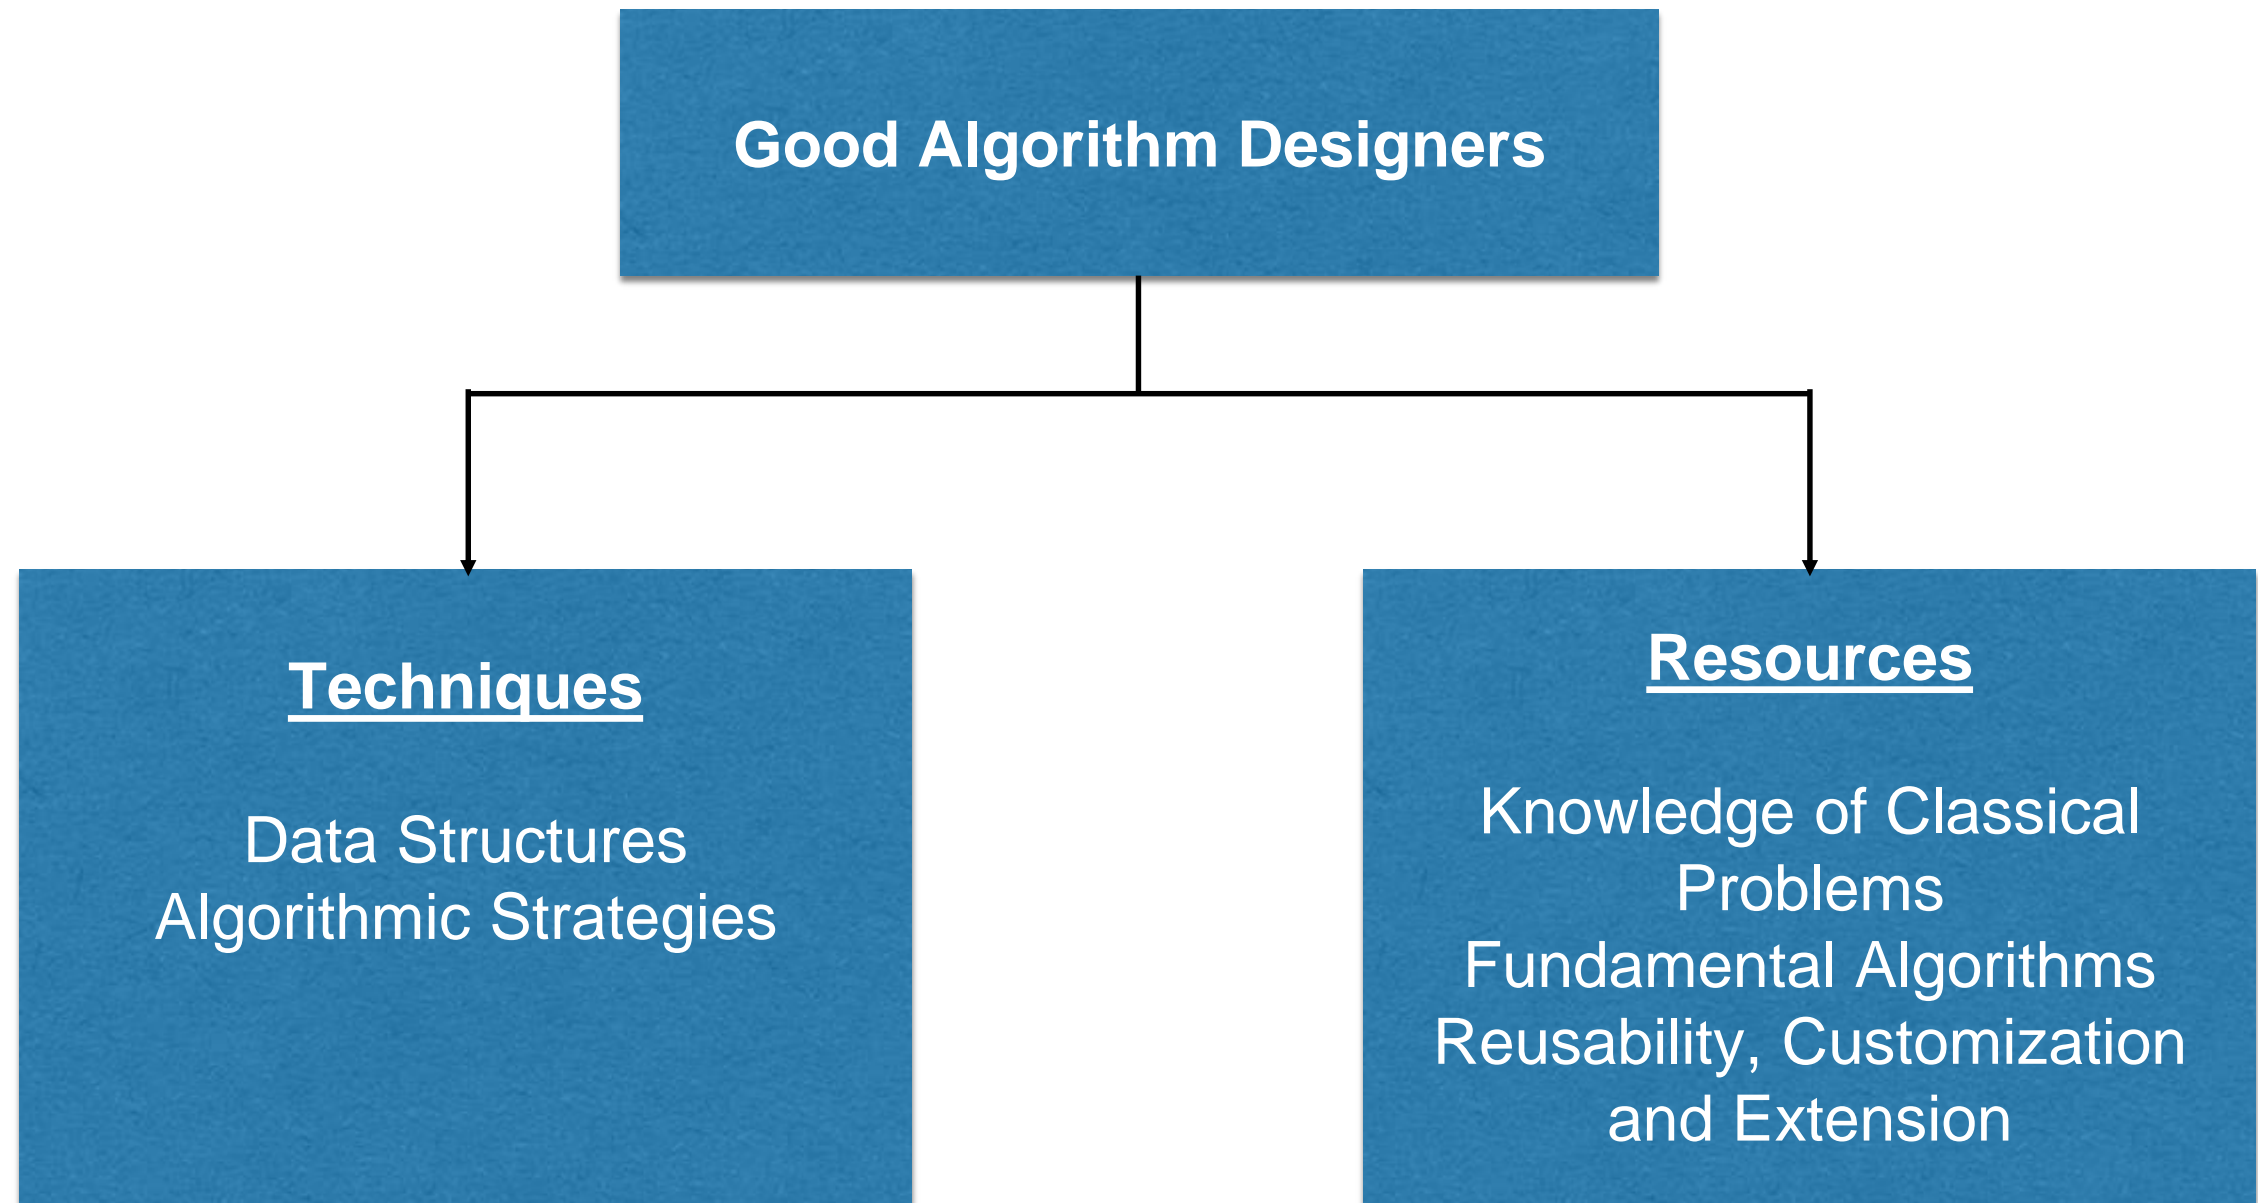 Good Algorithm Designers
Techniques
Data Structures
Algorithmic Strategies
Resources
Knowledge of Classical
Problems
Fundamental Algorithms
Reusability, Customization
and Extension